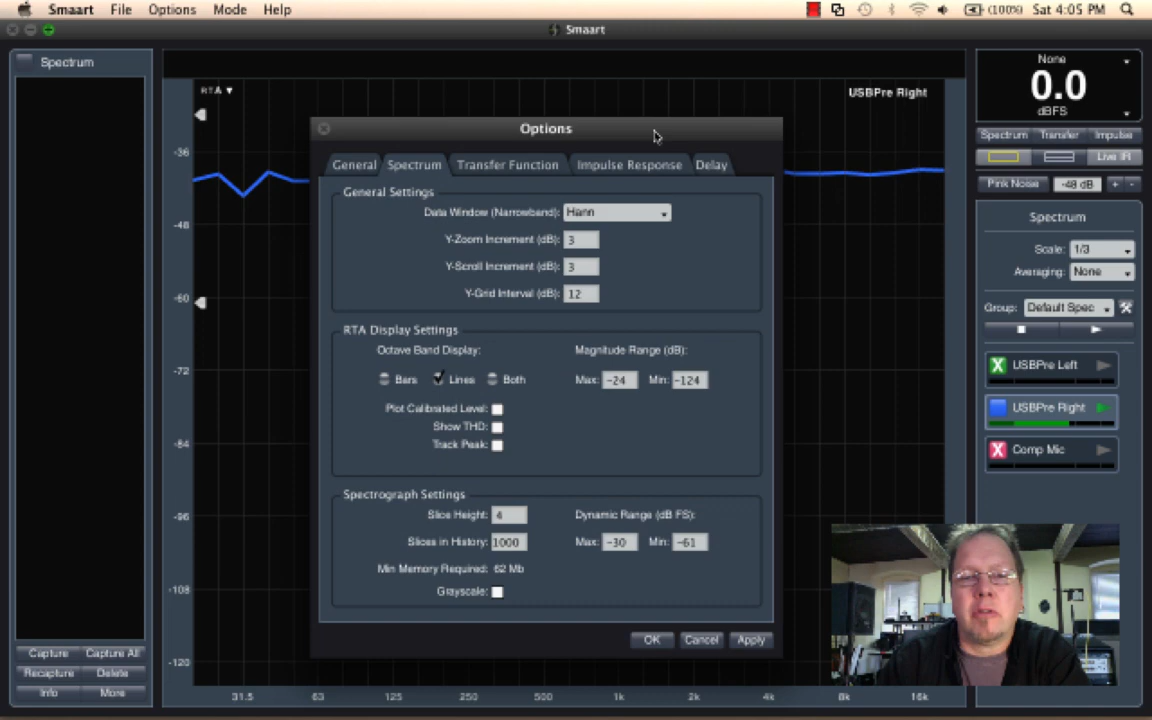 Smaart File Options Mode Help (100%) Sat 4:05 PM
Smaart
Spectrum
RTA
USBPre Right
-36
-48
-60
-72
-84
-96
-108
-120
31.5 63 125 250 500 1k 2k 4k 8k 16k
Capture Capture All
Recapture Delete
Info More
Options
General Spectrum Transfer Function Impulse Response Delay
General Settings
Data Window (Narrowband): Hann
Y-Zoom Increment (dB): 3
Y-Scroll Increment (dB): 3
Y-Grid Interval (dB): 12
RTA Display Settings
Octave Band Display: Magnitude Range (dB):
Bars Lines Both Max: -24 Min: -124
Plot Calibrated Level:
Show THD:
Track Peak:
Spectrograph Settings
Slice Height: 4 Dynamic Range (dB FS):
Slices in History: 1000 Max: -30 Min: -61
Min Memory Required: 62 Mb
Grayscale:
OK Cancel Apply
None
0.0
dBFS
Spectrum Transfer Impulse
Live IR
Pink Noise -48 dB + -
Spectrum
Scale: 1/3
Averaging: None
Group: Default Spec
X USBPre Left
USBPre Right
X Comp Mic